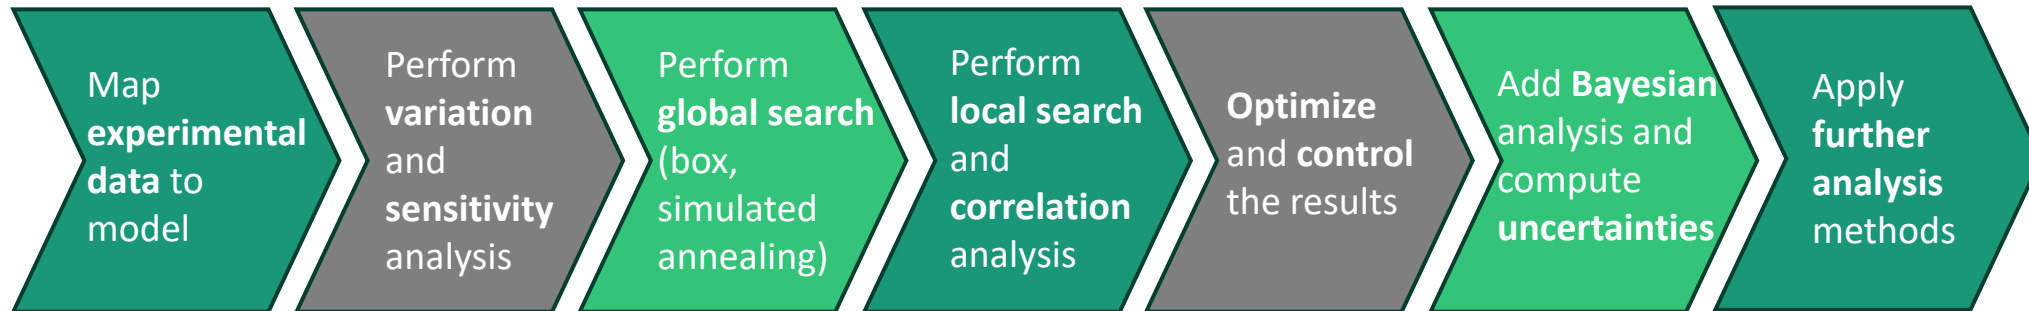 Map
experimental
data to
model
Perform
variation
and
sensitivity
analysis
Perform
global search
(box,
simulated
annealing)
Perform
local search
and
correlation
analysis
Optimize
and control
the results
Add Bayesian
analysis and
compute
uncertainties
Apply
further
analysis
methods